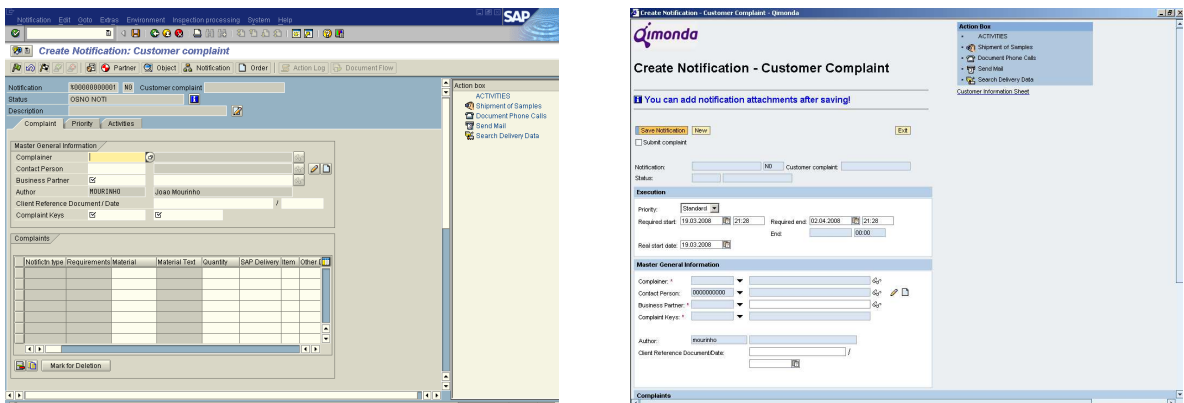 Notification Edit Goto Extras Environment Inspection processing System Help
SAP
Create Notification: Customer complaint
Partner Object Notification Order Action Log Document Flow
Notification %00000000001 N0 Customer complaint
Status OSNO NOTI
Description
Complaint Priority Activities
Master General Information
Complainer
Contact Person
Business Partner
Author MOURINHO Joao Mourinho
Client Reference Document / Date /
Complaint Keys
Complaints
Notifictn type Requirements Material Material Text Quantity SAP Delivery Item Other
Mark for Deletion
Action box
ACTIVITIES
Shipment of Samples
Document Phone Calls
Send Mail
Search Delivery Data
Create Notification - Customer Complaint - Qimonda
Qimonda
Create Notification - Customer Complaint
You can add notification attachments after saving!
Save Notification New Exit
Submit complaint
Notification: N0 Customer complaint:
Status:
Execution
Priority: Standard
Required start: 19.03.2008 21:28 Required end: 02.04.2008 21:28
End: 00:00
Real start date: 19.03.2008
Master General Information
Complainer: *
Contact Person: 0000000000
Business Partner: *
Complaint Keys: *
Author: mourinho
Client Reference Document/Date: /
Complaints
Action Box
ACTIVITIES
Shipment of Samples
Document Phone Calls
Send Mail
Search Delivery Data
Customer Information Sheet